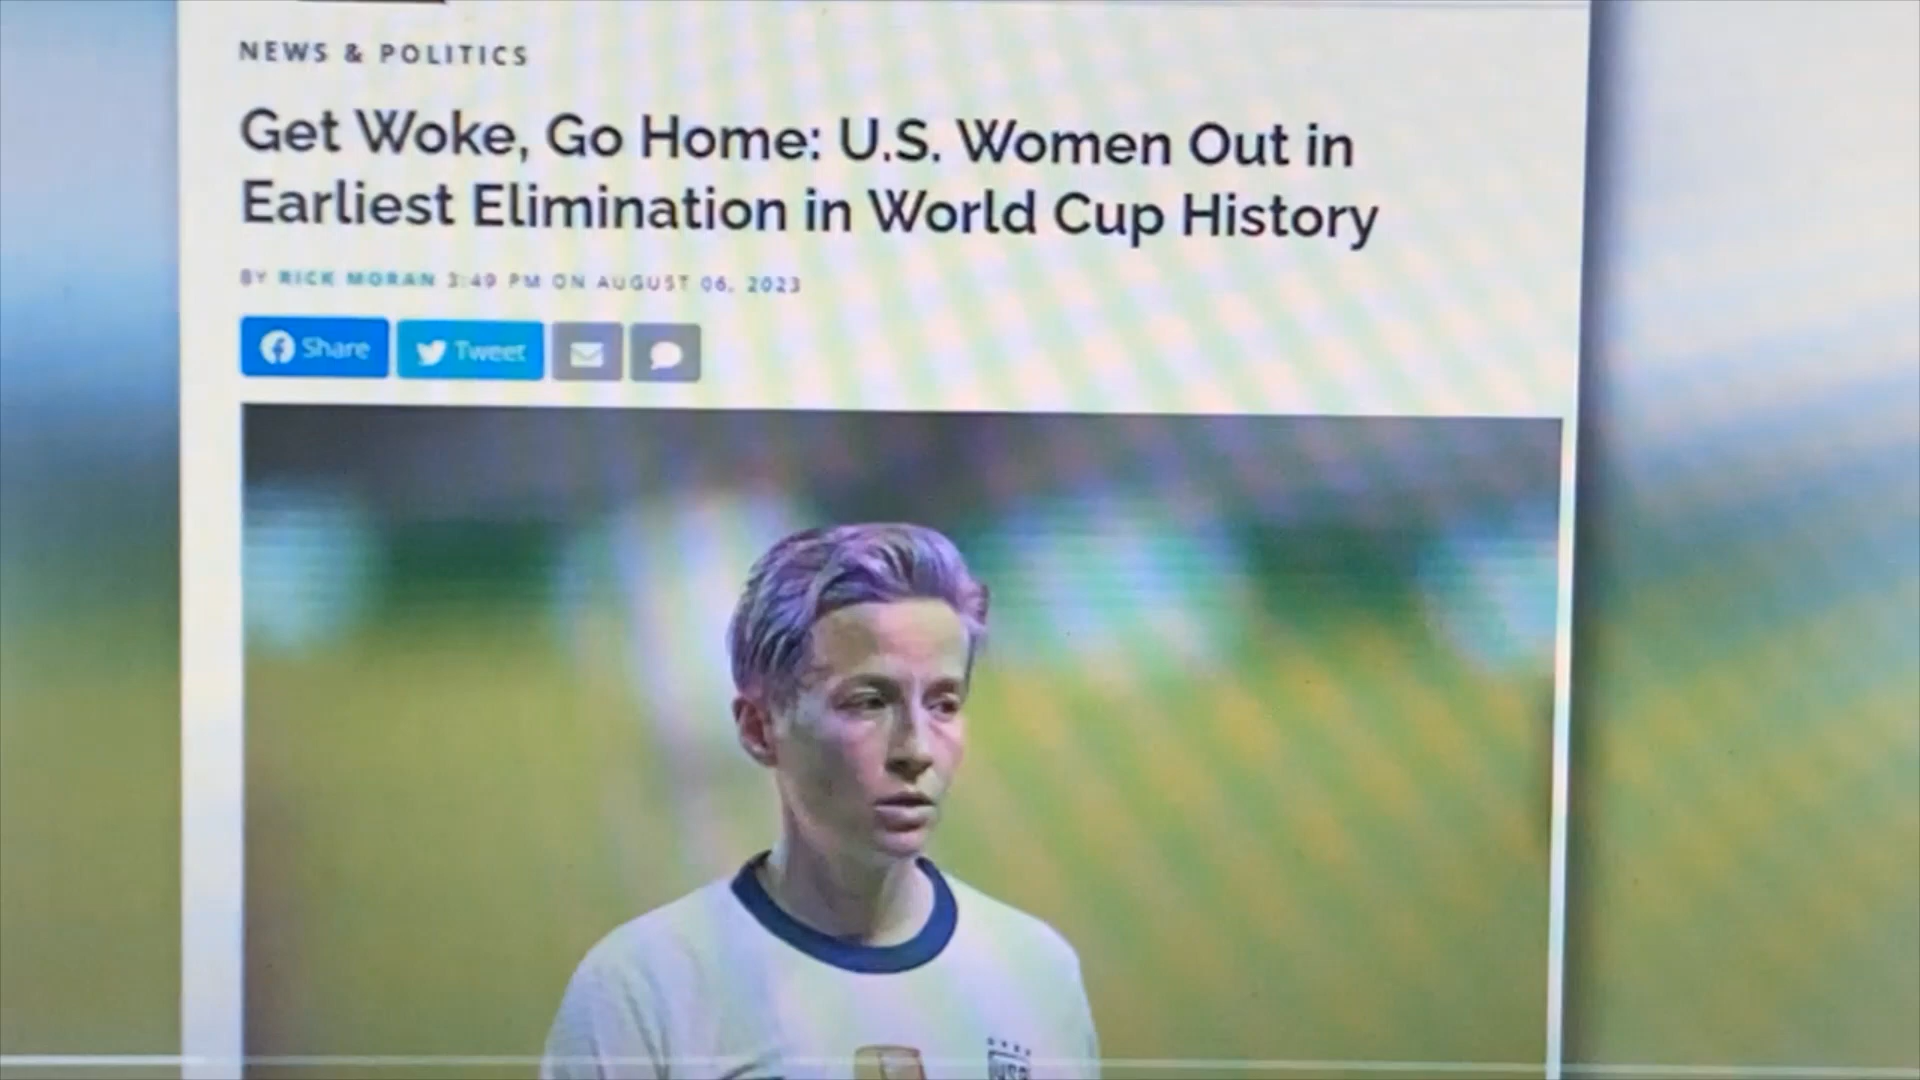 NEWS & POLITICS
Get Woke, Go Home: U.S. Women Out in
Earliest Elimination in World Cup History
BY RICK MORAN 3:49 PM ON AUGUST 06, 2023
Share Tweet